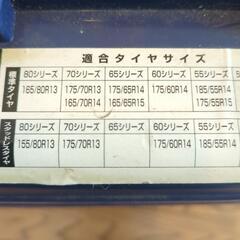 適合タイヤサイズ
標準タイヤ
80シリーズ 70シリーズ 65シリーズ 60シリーズ 55シリーズ
165/80R13 175/70R13 175/65R14 175/60R14 185/55R14
165/70R14 165/65R15 175/55R15
スタッドレスタイヤ
80シリーズ 70シリーズ 65シリーズ 60シリーズ 55シリーズ
155/80R13 175/70R13 175/60R14 185/55R14